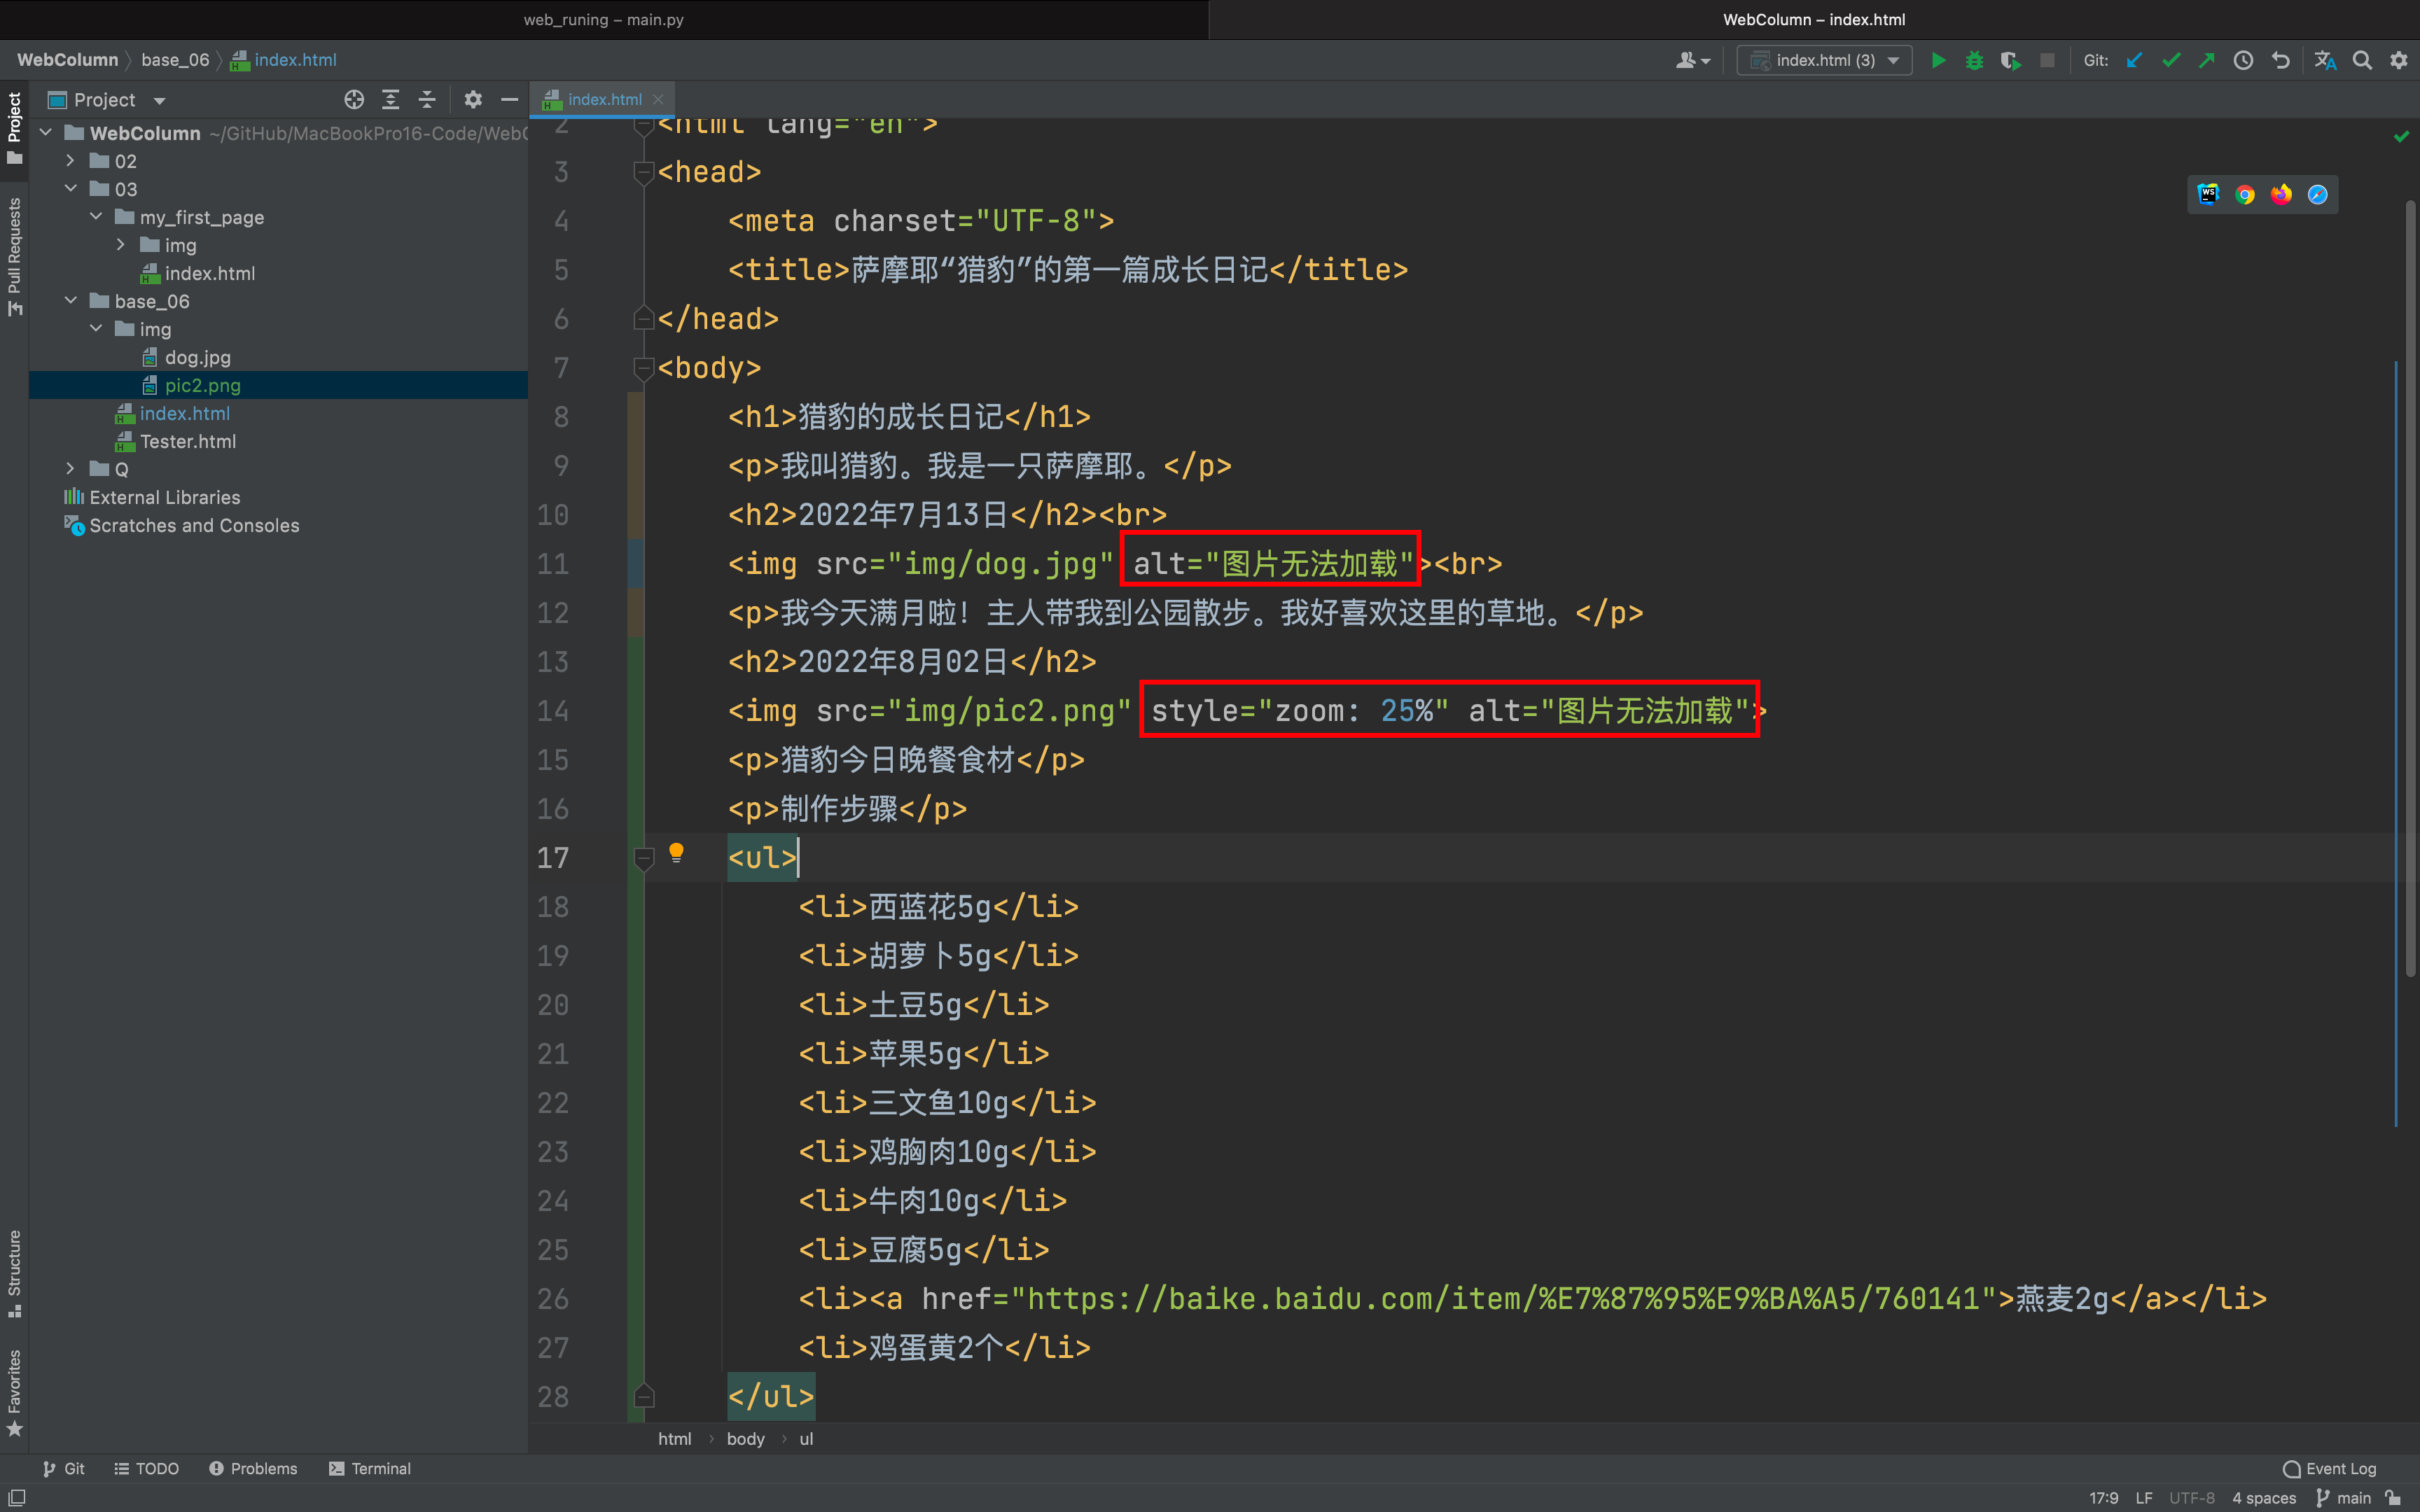 web_runing – main.py
WebColumn – index.html
WebColumn base_06 index.html
index.html (3)
Git:
Project
index.html
Project
Pull Requests
Structure
Favorites
WebColumn ~/GitHub/MacBookPro16-Code/WebC
02
03
my_first_page
img
index.html
base_06
img
dog.jpg
pic2.png
index.html
Tester.html
Q
External Libraries
Scratches and Consoles
2 <html lang="en">
3 <head>
4 <meta charset="UTF-8">
5 <title>萨摩耶“猎豹”的第一篇成长日记</title>
6 </head>
7 <body>
8 <h1>猎豹的成长日记</h1>
9 <p>我叫猎豹。我是一只萨摩耶。</p>
10 <h2>2022年7月13日</h2><br>
11 <img src="img/dog.jpg" alt="图片无法加载"><br>
12 <p>我今天满月啦！主人带我到公园散步。我好喜欢这里的草地。</p>
13 <h2>2022年8月02日</h2>
14 <img src="img/pic2.png" style="zoom: 25%" alt="图片无法加载">
15 <p>猎豹今日晚餐食材</p>
16 <p>制作步骤</p>
17 <ul>
18 <li>西蓝花5g</li>
19 <li>胡萝卜5g</li>
20 <li>土豆5g</li>
21 <li>苹果5g</li>
22 <li>三文鱼10g</li>
23 <li>鸡胸肉10g</li>
24 <li>牛肉10g</li>
25 <li>豆腐5g</li>
26 <li><a href="https://baike.baidu.com/item/%E7%87%95%E9%BA%A5/760141">燕麦2g</a></li>
27 <li>鸡蛋黄2个</li>
28 </ul>
html body ul
Git TODO Problems Terminal
Event Log
17:9 LF UTF-8 4 spaces main